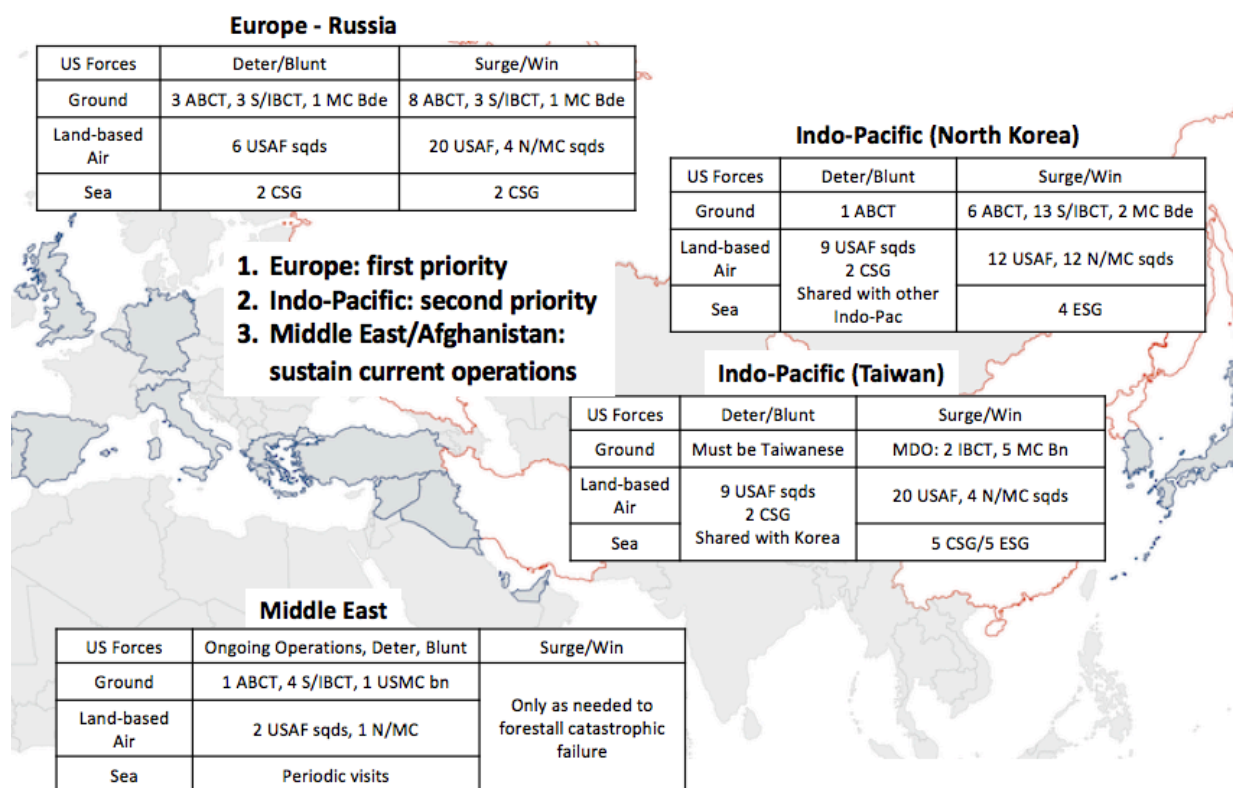 Europe - Russia
US Forces Deter/Blunt Surge/Win
Ground 3 ABCT, 3 S/IBCT, 1 MC Bde 8 ABCT, 3 S/IBCT, 1 MC Bde
Land-based
Air 6 USAF sqds 20 USAF, 4 N/MC sqds
Sea 2 CSG 2 CSG
Indo-Pacific (North Korea)
US Forces Deter/Blunt Surge/Win
Ground 1 ABCT 6 ABCT, 13 S/IBCT, 2 MC Bde
Land-based
Air
9 USAF sqds
2 CSG
Shared with other
Indo-Pac
12 USAF, 12 N/MC sqds
Sea 4 ESG
1. Europe: first priority
2. Indo-Pacific: second priority
3. Middle East/Afghanistan:
sustain current operations
Indo-Pacific (Taiwan)
US Forces Deter/Blunt Surge/Win
Ground Must be Taiwanese MDO: 2 IBCT, 5 MC Bn
Land-based
Air
9 USAF sqds
2 CSG
Shared with Korea
20 USAF, 4 N/MC sqds
Sea 5 CSG/5 ESG
Middle East
US Forces Ongoing Operations, Deter, Blunt Surge/Win
Ground 1 ABCT, 4 S/IBCT, 1 USMC bn
Land-based
Air 2 USAF sqds, 1 N/MC
Only as needed to
forestall catastrophic
failure
Sea Periodic visits